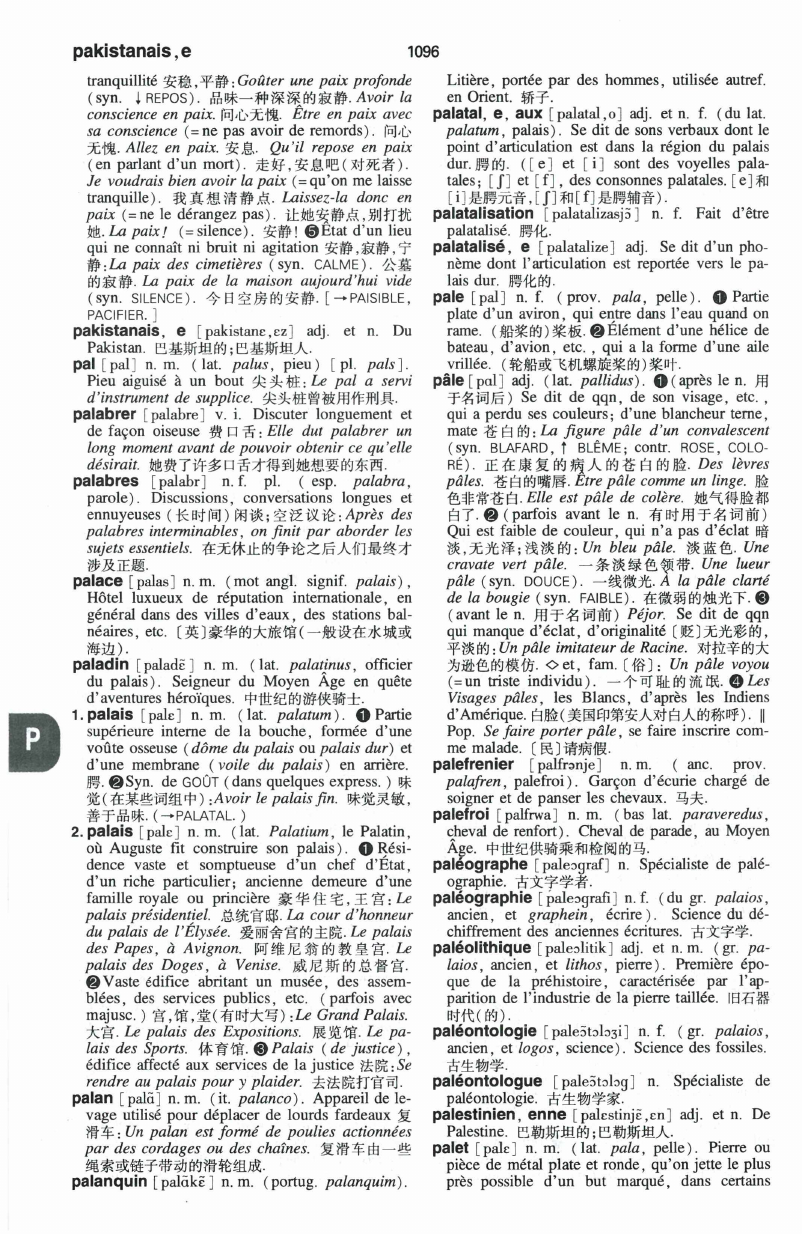 pakistanais, e
1096
tranquillité 安稳,平静:Goûter une paix profonde
(syn. ↓ REPOS). 品味一种深深的寂静. Avoir la
conscience en paix. 问心无愧. Être en paix avec
sa conscience (= ne pas avoir de remords). 问心
无愧. Allez en paix. 安息. Qu'il repose en paix
(en parlant d'un mort). 走好,安息吧(对死者).
Je voudrais bien avoir la paix (= qu'on me laisse
tranquille). 我真想清静点. Laissez-la donc en
paix (= ne le dérangez pas). 让她安静点,别打扰
她. La paix! (= silence). 安静! ❺État d'un lieu
qui ne connaît ni bruit ni agitation 安静,寂静,宁
静:La paix des cimetières (syn. CALME). 公墓
的寂静. La paix de la maison aujourd'hui vide
(syn. SILENCE). 今日空房的安静. [→PAISIBLE,
PACIFIER.]
pakistanais, e [pakistanɛ,ɛz] adj. et n. Du
Pakistan. 巴基斯坦的;巴基斯坦人.
pal [pal] n. m. (lat. palus, pieu) [pl. pals].
Pieu aiguisé à un bout 尖头桩:Le pal a servi
d'instrument de supplice. 尖头桩曾被用作刑具.
palabrer [palabre] v. i. Discuter longuement et
de façon oiseuse 费口舌:Elle dut palabrer un
long moment avant de pouvoir obtenir ce qu'elle
désirait. 她费了许多口舌才得到她想要的东西.
palabres [palabr] n. f. pl. (esp. palabra,
parole). Discussions, conversations longues et
ennuyeuses (长时间)闲谈;空泛议论:Après des
palabres interminables, on finit par aborder les
sujets essentiels. 在无休止的争论之后人们最终才
涉及正题.
palace [palas] n. m. (mot angl. signif. palais),
Hôtel luxueux de réputation internationale, en
général dans des villes d'eaux, des stations bal-
néaires, etc. [英]豪华的大旅馆(一般设在水城或
海边).
paladin [paladɛ̃] n. m. (lat. palatinus, officier
du palais). Seigneur du Moyen Âge en quête
d'aventures héroïques. 中世纪的游侠骑士.
1. palais [palɛ] n. m. (lat. palatum). ❶ Partie
supérieure interne de la bouche, formée d'une
voûte osseuse (dôme du palais ou palais dur) et
d'une membrane (voile du palais) en arrière.
腭. ❷Syn. de GOÛT (dans quelques express.) 味
觉(在某些词组中):Avoir le palais fin. 味觉灵敏,
善于品味. (→PALATAL.)
2. palais [palɛ] n. m. (lat. Palatium, le Palatin,
où Auguste fit construire son palais). ❶ Rési-
dence vaste et somptueuse d'un chef d'État,
d'un riche particulier; ancienne demeure d'une
famille royale ou princière 豪华住宅,王宫:Le
palais présidentiel. 总统官邸. La cour d'honneur
du palais de l'Élysée. 爱丽舍宫的主院. Le palais
des Papes, à Avignon. 阿维尼翁的教皇宫. Le
palais des Doges, à Venise. 威尼斯的总督宫.
❷Vaste édifice abritant un musée, des assem-
blées, des services publics, etc. (parfois avec
majusc.) 宫,馆,堂(有时大写):Le Grand Palais.
大宫. Le palais des Expositions. 展览馆. Le pa-
lais des Sports. 体育馆. ❸ Palais (de justice),
édifice affecté aux services de la justice 法院:Se
rendre au palais pour y plaider. 去法院打官司.
palan [palɑ̃] n. m. (it. palanco). Appareil de le-
vage utilisé pour déplacer de lourds fardeaux 复
滑车:Un palan est formé de poulies actionnées
par des cordages ou des chaînes. 复滑车由一些
绳索或链子带动的滑轮组成.
palanquin [palɑ̃kɛ̃] n. m. (portug. palanquim).
P
Litière, portée par des hommes, utilisée autref.
en Orient. 轿子.
palatal, e, aux [palatal,o] adj. et n. f. (du lat.
palatum, palais). Se dit de sons verbaux dont le
point d'articulation est dans la région du palais
dur. 腭的. ([e] et [i] sont des voyelles pala-
tales; [ʃ] et [f], des consonnes palatales. [e]和
[i]是腭元音,[ʃ]和[f]是腭辅音).
palatalisation [palatalizasjɔ̃] n. f. Fait d'être
palatalisé. 腭化.
palatalisé, e [palatalize] adj. Se dit d'un pho-
nème dont l'articulation est reportée vers le pa-
lais dur. 腭化的.
pale [pal] n. f. (prov. pala, pelle). ❶ Partie
plate d'un aviron, qui entre dans l'eau quand on
rame. (船桨的)桨板. ❷Élément d'une hélice de
bateau, d'avion, etc., qui a la forme d'une aile
vrillée. (轮船或飞机螺旋桨的)桨叶.
pâle [pɑl] adj. (lat. pallidus). ❶(après le n. 用
于名词后) Se dit de qqn, de son visage, etc.,
qui a perdu ses couleurs; d'une blancheur terne,
mate 苍白的:La figure pâle d'un convalescent
(syn. BLAFARD, ↑ BLÊME; contr. ROSE, COLO-
RÉ). 正在康复的病人的苍白的脸. Des lèvres
pâles. 苍白的嘴唇. Être pâle comme un linge. 脸
色非常苍白. Elle est pâle de colère. 她气得脸都
白了. ❷ (parfois avant le n. 有时用于名词前)
Qui est faible de couleur, qui n'a pas d'éclat 暗
淡,无光泽;浅淡的:Un bleu pâle. 淡蓝色. Une
cravate vert pâle. 一条淡绿色领带. Une lueur
pâle (syn. DOUCE). 一线微光. À la pâle clarté
de la bougie (syn. FAIBLE). 在微弱的烛光下. ❸
(avant le n. 用于名词前) Péjor. Se dit de qqn
qui manque d'éclat, d'originalité [贬]无光彩的,
平淡的:Un pâle imitateur de Racine. 对拉辛的大
为逊色的模仿. ◇et, fam. [俗]: Un pâle voyou
(= un triste individu). 一个可耻的流氓. ❹ Les
Visages pâles, les Blancs, d'après les Indiens
d'Amérique. 白脸(美国印第安人对白人的称呼). ‖
Pop. Se faire porter pâle, se faire inscrire com-
me malade. [民]请病假.
palefrenier [palfrənje] n. m. (anc. prov.
palafren, palefroi). Garçon d'écurie chargé de
soigner et de panser les chevaux. 马夫.
palefroi [palfrwa] n. m. (bas lat. paraveredus,
cheval de renfort). Cheval de parade, au Moyen
Âge. 中世纪供骑乘和检阅的马.
paléographe [paleɔgraf] n. Spécialiste de palé-
ographie. 古文字学者.
paléographie [paleɔgrafi] n. f. (du gr. palaios,
ancien, et graphein, écrire). Science du dé-
chiffrement des anciennes écritures. 古文字学.
paléolithique [paleɔlitik] adj. et n. m. (gr. pa-
laios, ancien, et lithos, pierre). Première épo-
que de la préhistoire, caractérisée par l'ap-
parition de l'industrie de la pierre taillée. 旧石器
时代(的).
paléontologie [paleɔ̃tɔlɔʒi] n. f. (gr. palaios,
ancien, et logos, science). Science des fossiles.
古生物学.
paléontologue [paleɔ̃tɔlɔg] n. Spécialiste de
paléontologie. 古生物学家.
palestinien, enne [palɛstinjɛ̃,ɛn] adj. et n. De
Palestine. 巴勒斯坦的;巴勒斯坦人.
palet [palɛ] n. m. (lat. pala, pelle). Pierre ou
pièce de métal plate et ronde, qu'on jette le plus
près possible d'un but marqué, dans certains